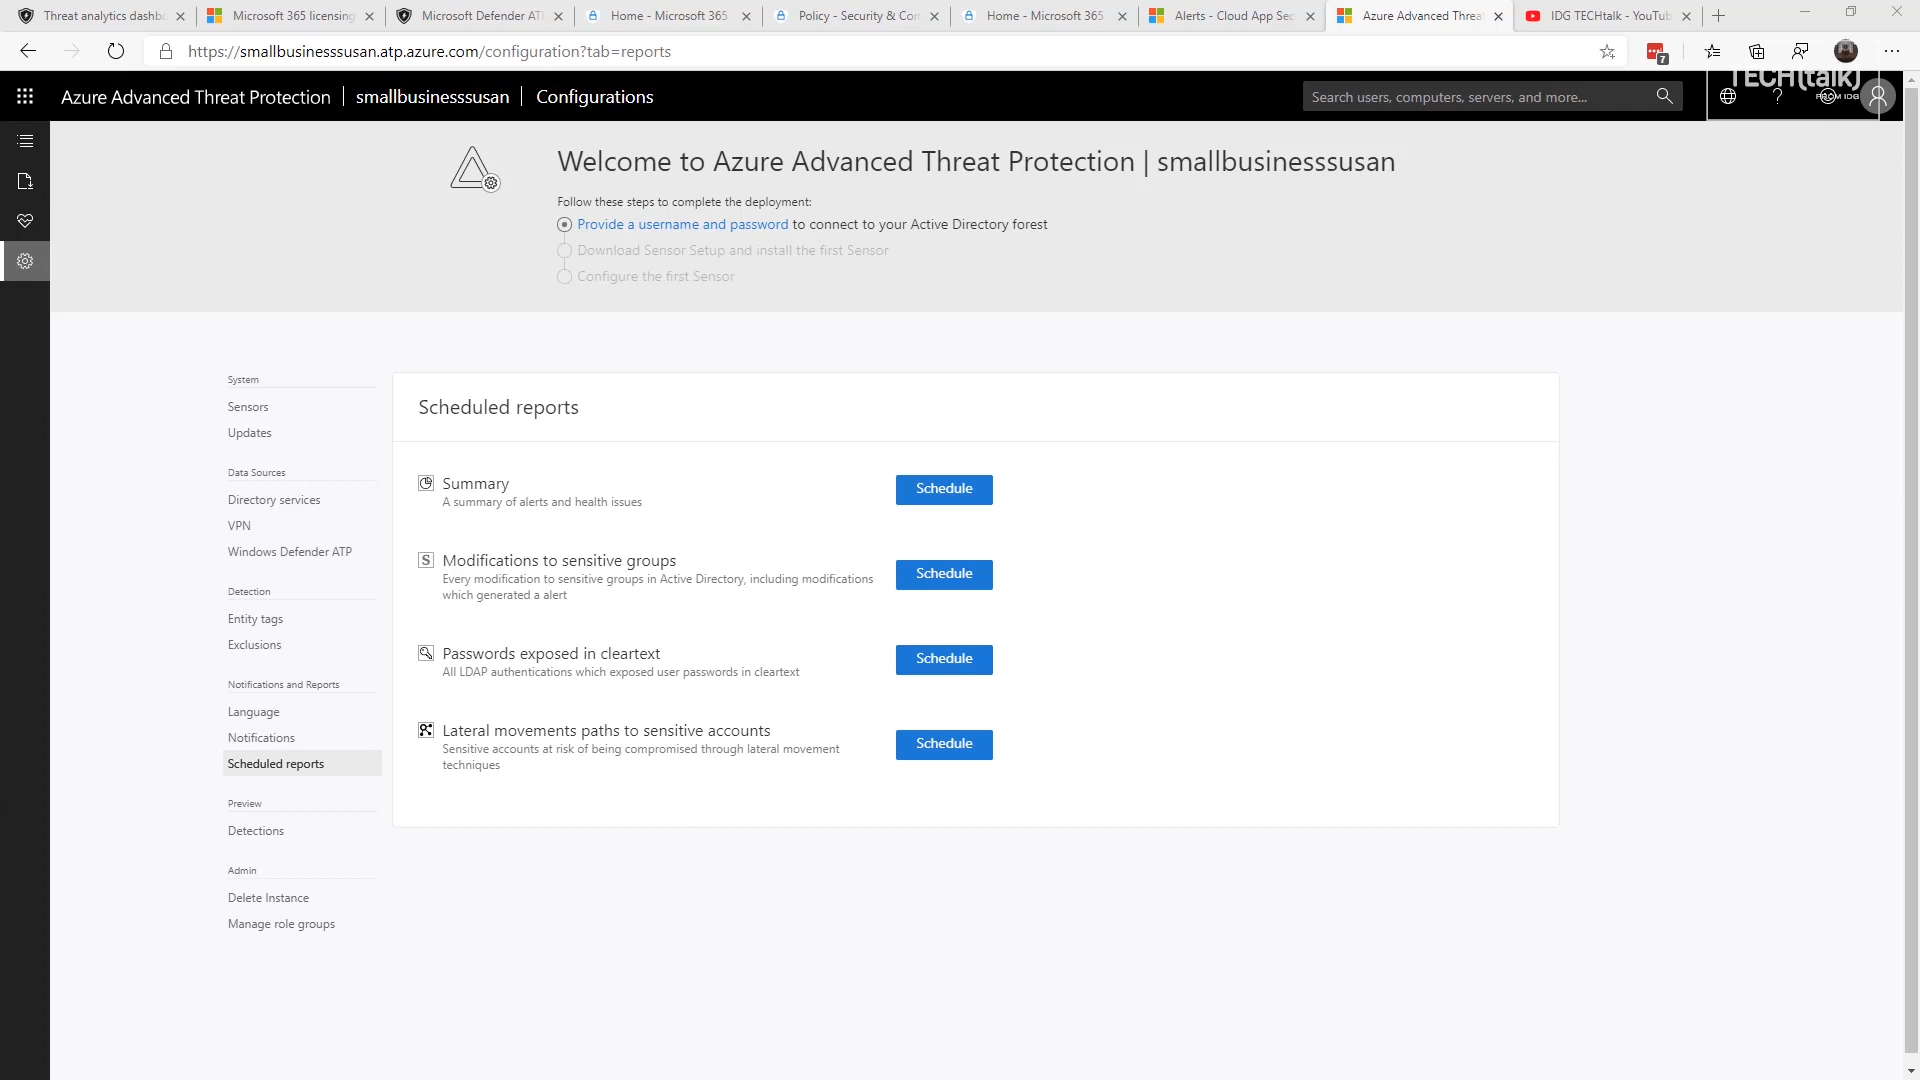 Threat analytics dashb
Microsoft 365 licensing
Microsoft Defender AT
Home - Microsoft 365
Policy - Security & Con
Home - Microsoft 365
Alerts - Cloud App Sec
Azure Advanced Threa
IDG TECHtalk - YouTub
https://smallbusinesssusan.atp.azure.com/configuration?tab=reports
7
Azure Advanced Threat Protection
smallbusinesssusan
Configurations
Search users, computers, servers, and more...
TECH(talk)
FROM IDG
?
Welcome to Azure Advanced Threat Protection | smallbusinesssusan
Follow these steps to complete the deployment:
Provide a username and password to connect to your Active Directory forest
Download Sensor Setup and install the first Sensor
Configure the first Sensor
System
Sensors
Updates
Data Sources
Directory services
VPN
Windows Defender ATP
Detection
Entity tags
Exclusions
Notifications and Reports
Language
Notifications
Scheduled reports
Preview
Detections
Admin
Delete Instance
Manage role groups
Scheduled reports
Summary
A summary of alerts and health issues
Schedule
S
Modifications to sensitive groups
Every modification to sensitive groups in Active Directory, including modifications
which generated a alert
Schedule
Passwords exposed in cleartext
All LDAP authentications which exposed user passwords in cleartext
Schedule
Lateral movements paths to sensitive accounts
Sensitive accounts at risk of being compromised through lateral movement
techniques
Schedule